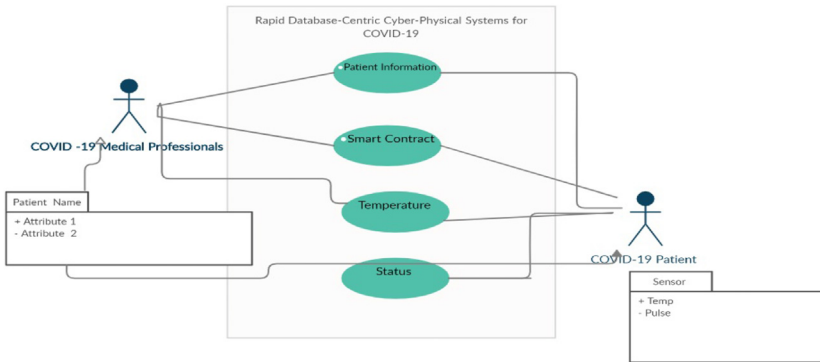 Rapid Database-Centric Cyber-Physical Systems for
COVID-19
Patient Information
COVID -19 Medical Professionals
Smart Contract
Patient Name
+ Attribute 1
- Attribute 2
Temperature
Status
COVID-19 Patient
Sensor
+ Temp
- Pulse